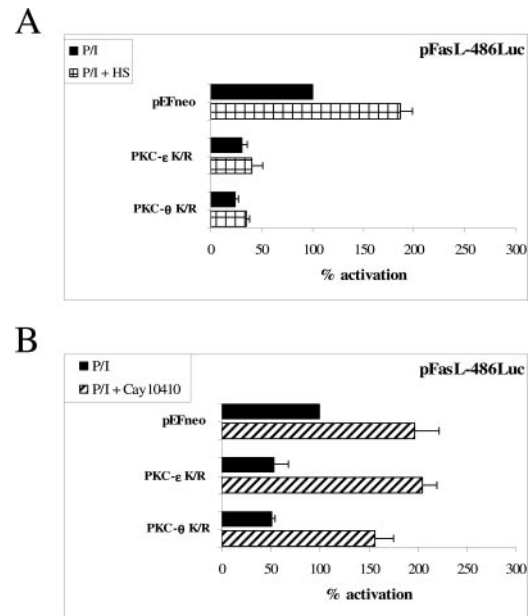 A
P/I
P/I + HS
pFasL-486Luc
pEFneo
PKC-ε K/R
PKC-θ K/R
0 50 100 150 200 250 300
% activation
B
P/I
P/I + Cay10410
pFasL-486Luc
pEFneo
PKC-ε K/R
PKC-θ K/R
0 50 100 150 200 250 300
% activation